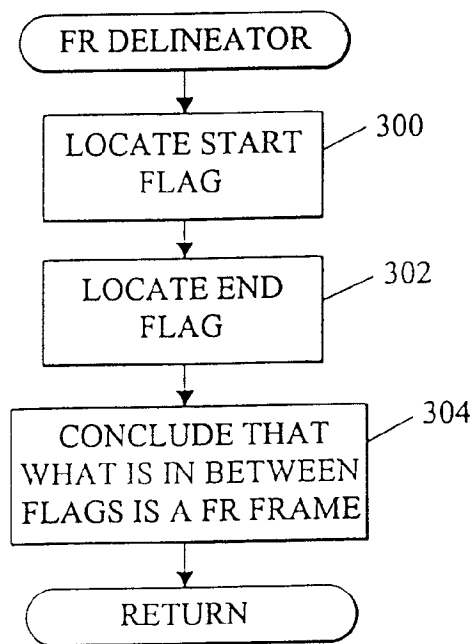 FR DELINEATOR
LOCATE START
FLAG
300
LOCATE END
FLAG
302
CONCLUDE THAT
WHAT IS IN BETWEEN
FLAGS IS A FR FRAME
304
RETURN